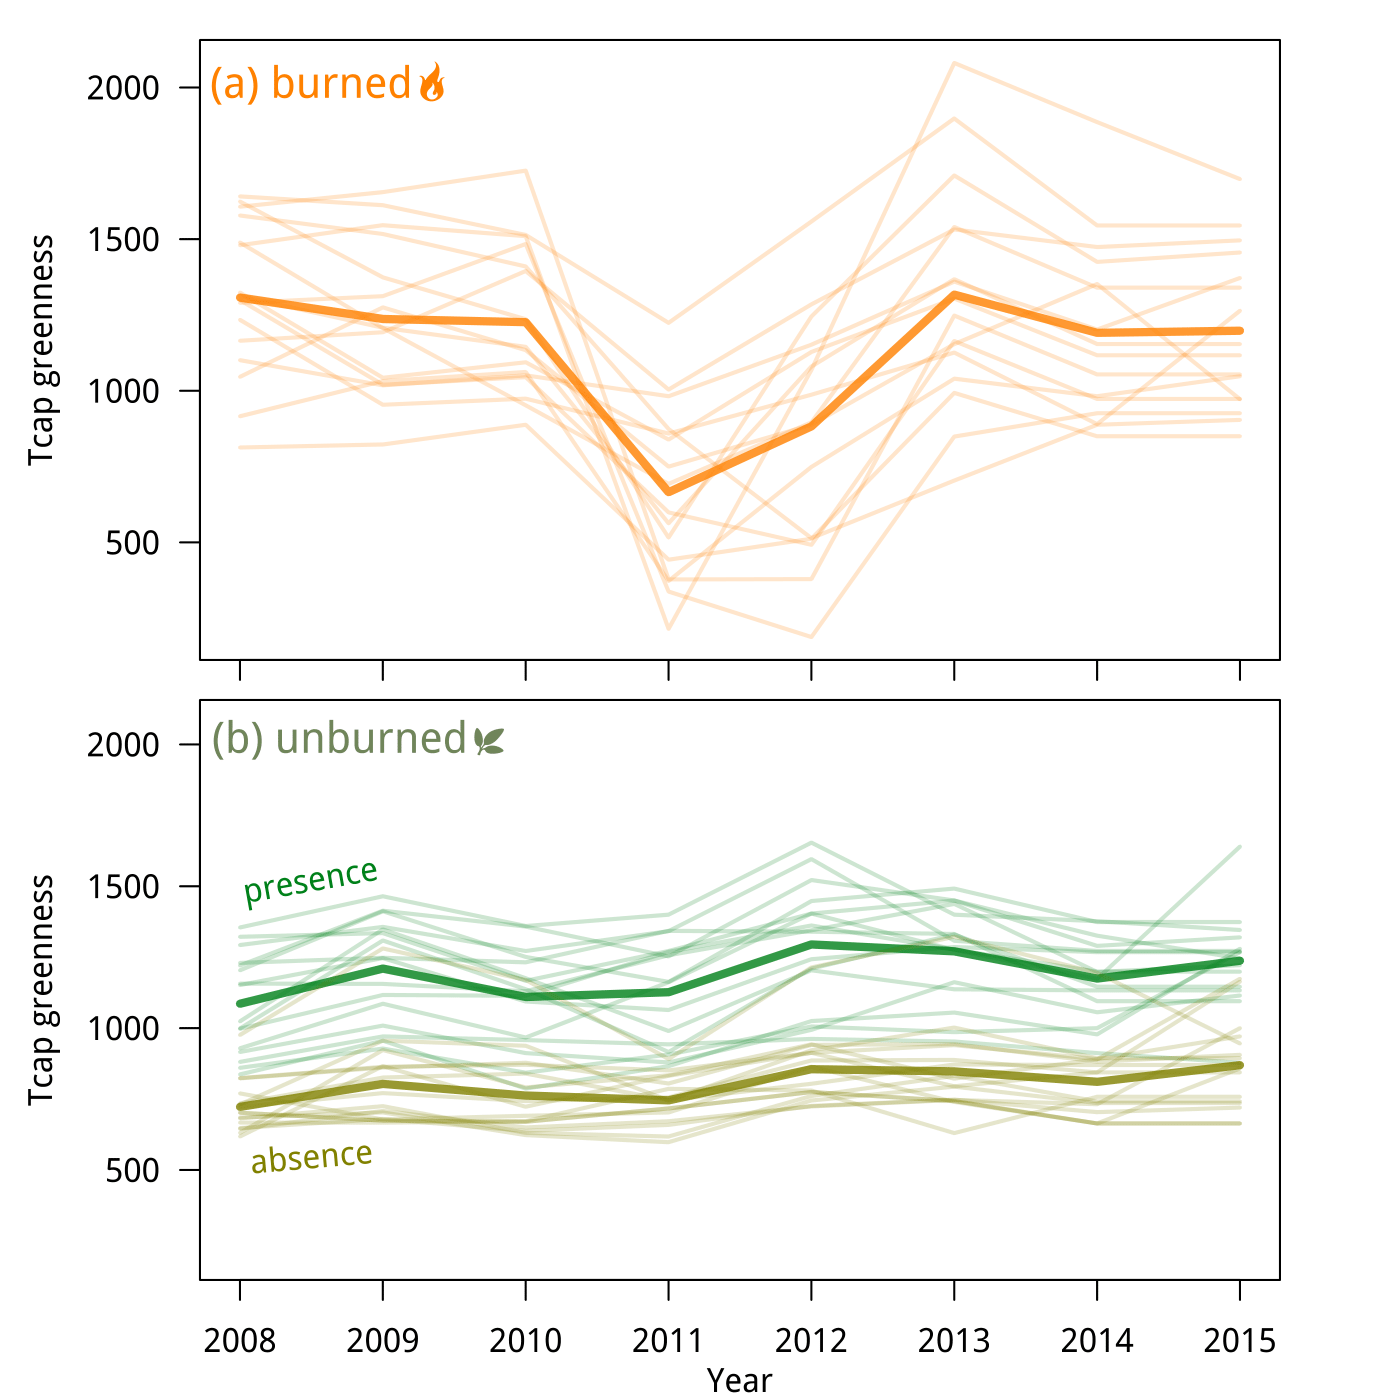 (a) burned
2000
1500
1000
500
Tcap greenness
(b) unburned
2000
1500
1000
500
Tcap greenness
presence
absence
2008 2009 2010 2011 2012 2013 2014 2015
Year